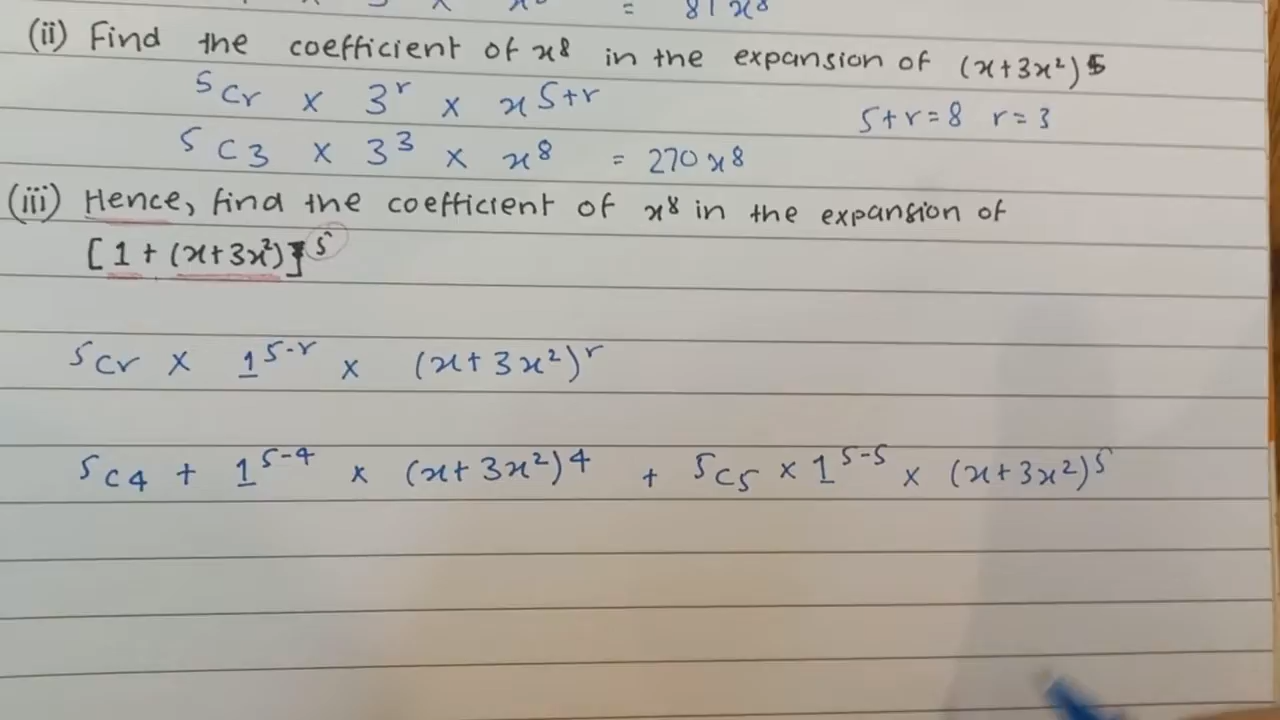 = 81x⁸
(ii) Find the coefficient of x⁸ in the expansion of (x+3x²)⁵
⁵Cr × 3ʳ × x⁵⁺ʳ 5+r=8 r=3
⁵C₃ × 3³ × x⁸ = 270x⁸
(iii) Hence, find the coefficient of x⁸ in the expansion of
[1+(x+3x²)]⁵
⁵Cr × 1⁵⁻ʳ × (x+3x²)ʳ
⁵C₄ + 1⁵⁻⁴ × (x+3x²)⁴ + ⁵C₅ × 1⁵⁻⁵ × (x+3x²)⁵